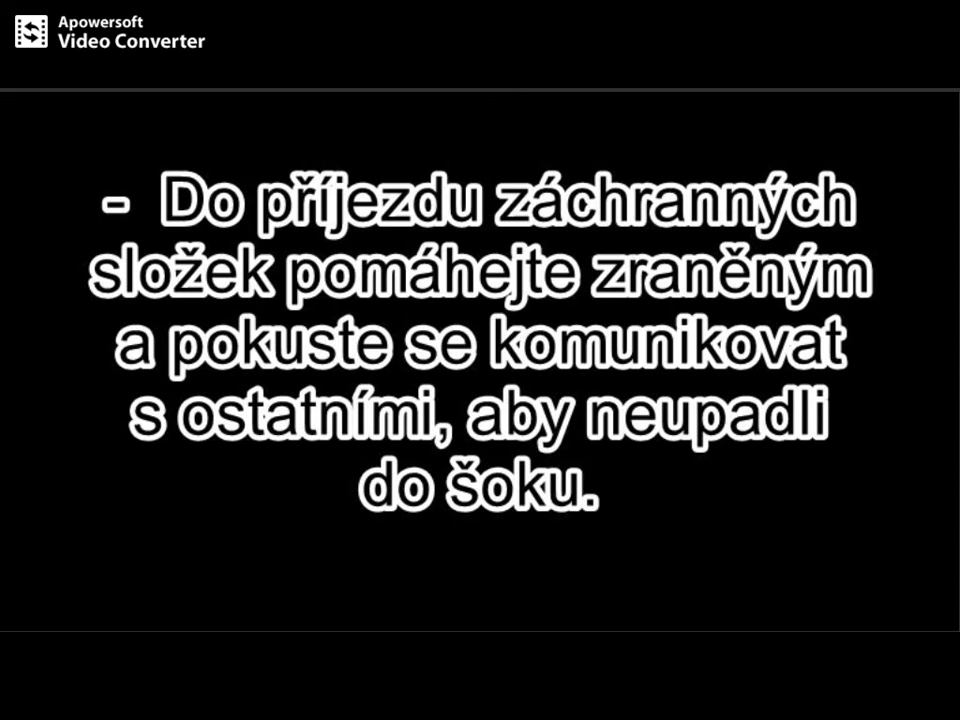 Apowersoft
Video Converter
- Do příjezdu záchranných
složek pomáhejte zraněným
a pokuste se komunikovat
s ostatními, aby neupadli
do šoku.